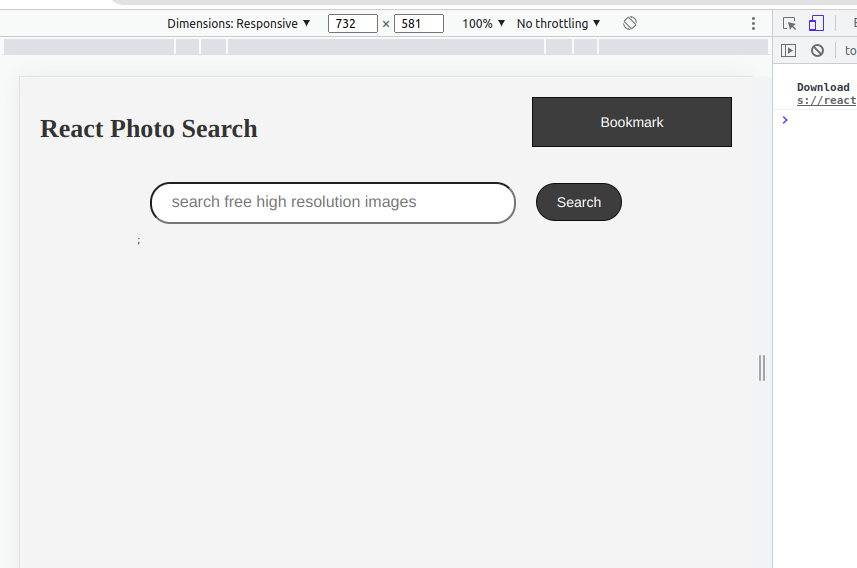 Dimensions: Responsive ▼ 732 × 581 100% ▼ No throttling ▼
to
Download
s://react
React Photo Search
Bookmark
search free high resolution images
Search
;